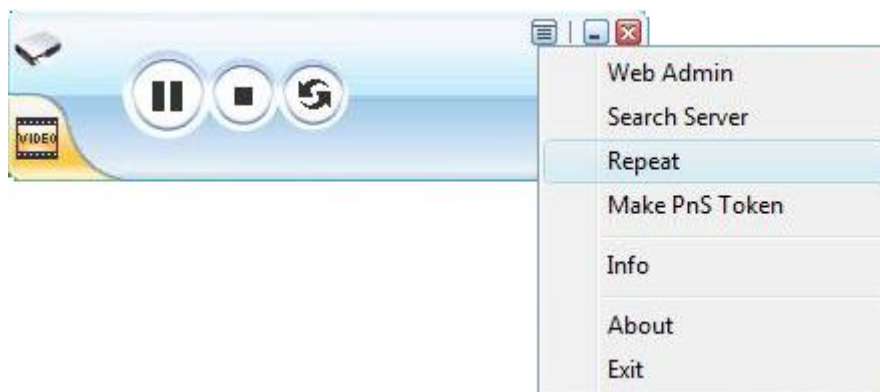 VIDEO
Web Admin
Search Server
Repeat
Make PnS Token
Info
About
Exit